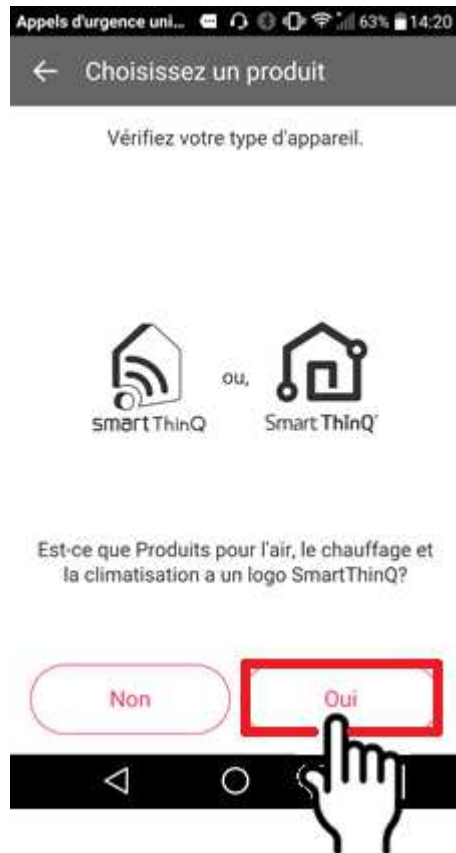 Appels d'urgence uni... 63% 14:20
Choisissez un produit
Vérifiez votre type d'appareil.
ou,
smart ThinQ
Smart ThinQ
Est-ce que Produits pour l'air, le chauffage et
la climatisation a un logo SmartThinQ?
Non
Oui